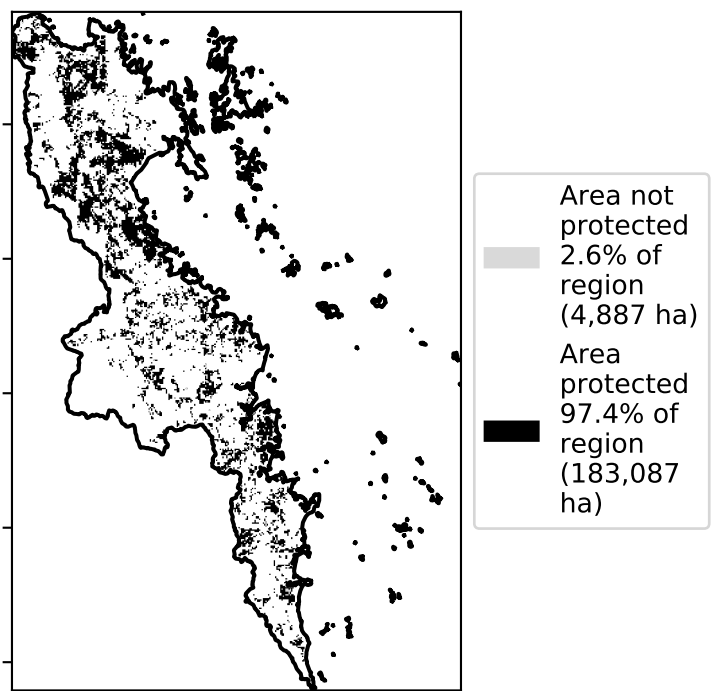 Area not
protected
2.6% of
region
(4,887 ha)
Area
protected
97.4% of
region
(183,087
ha)